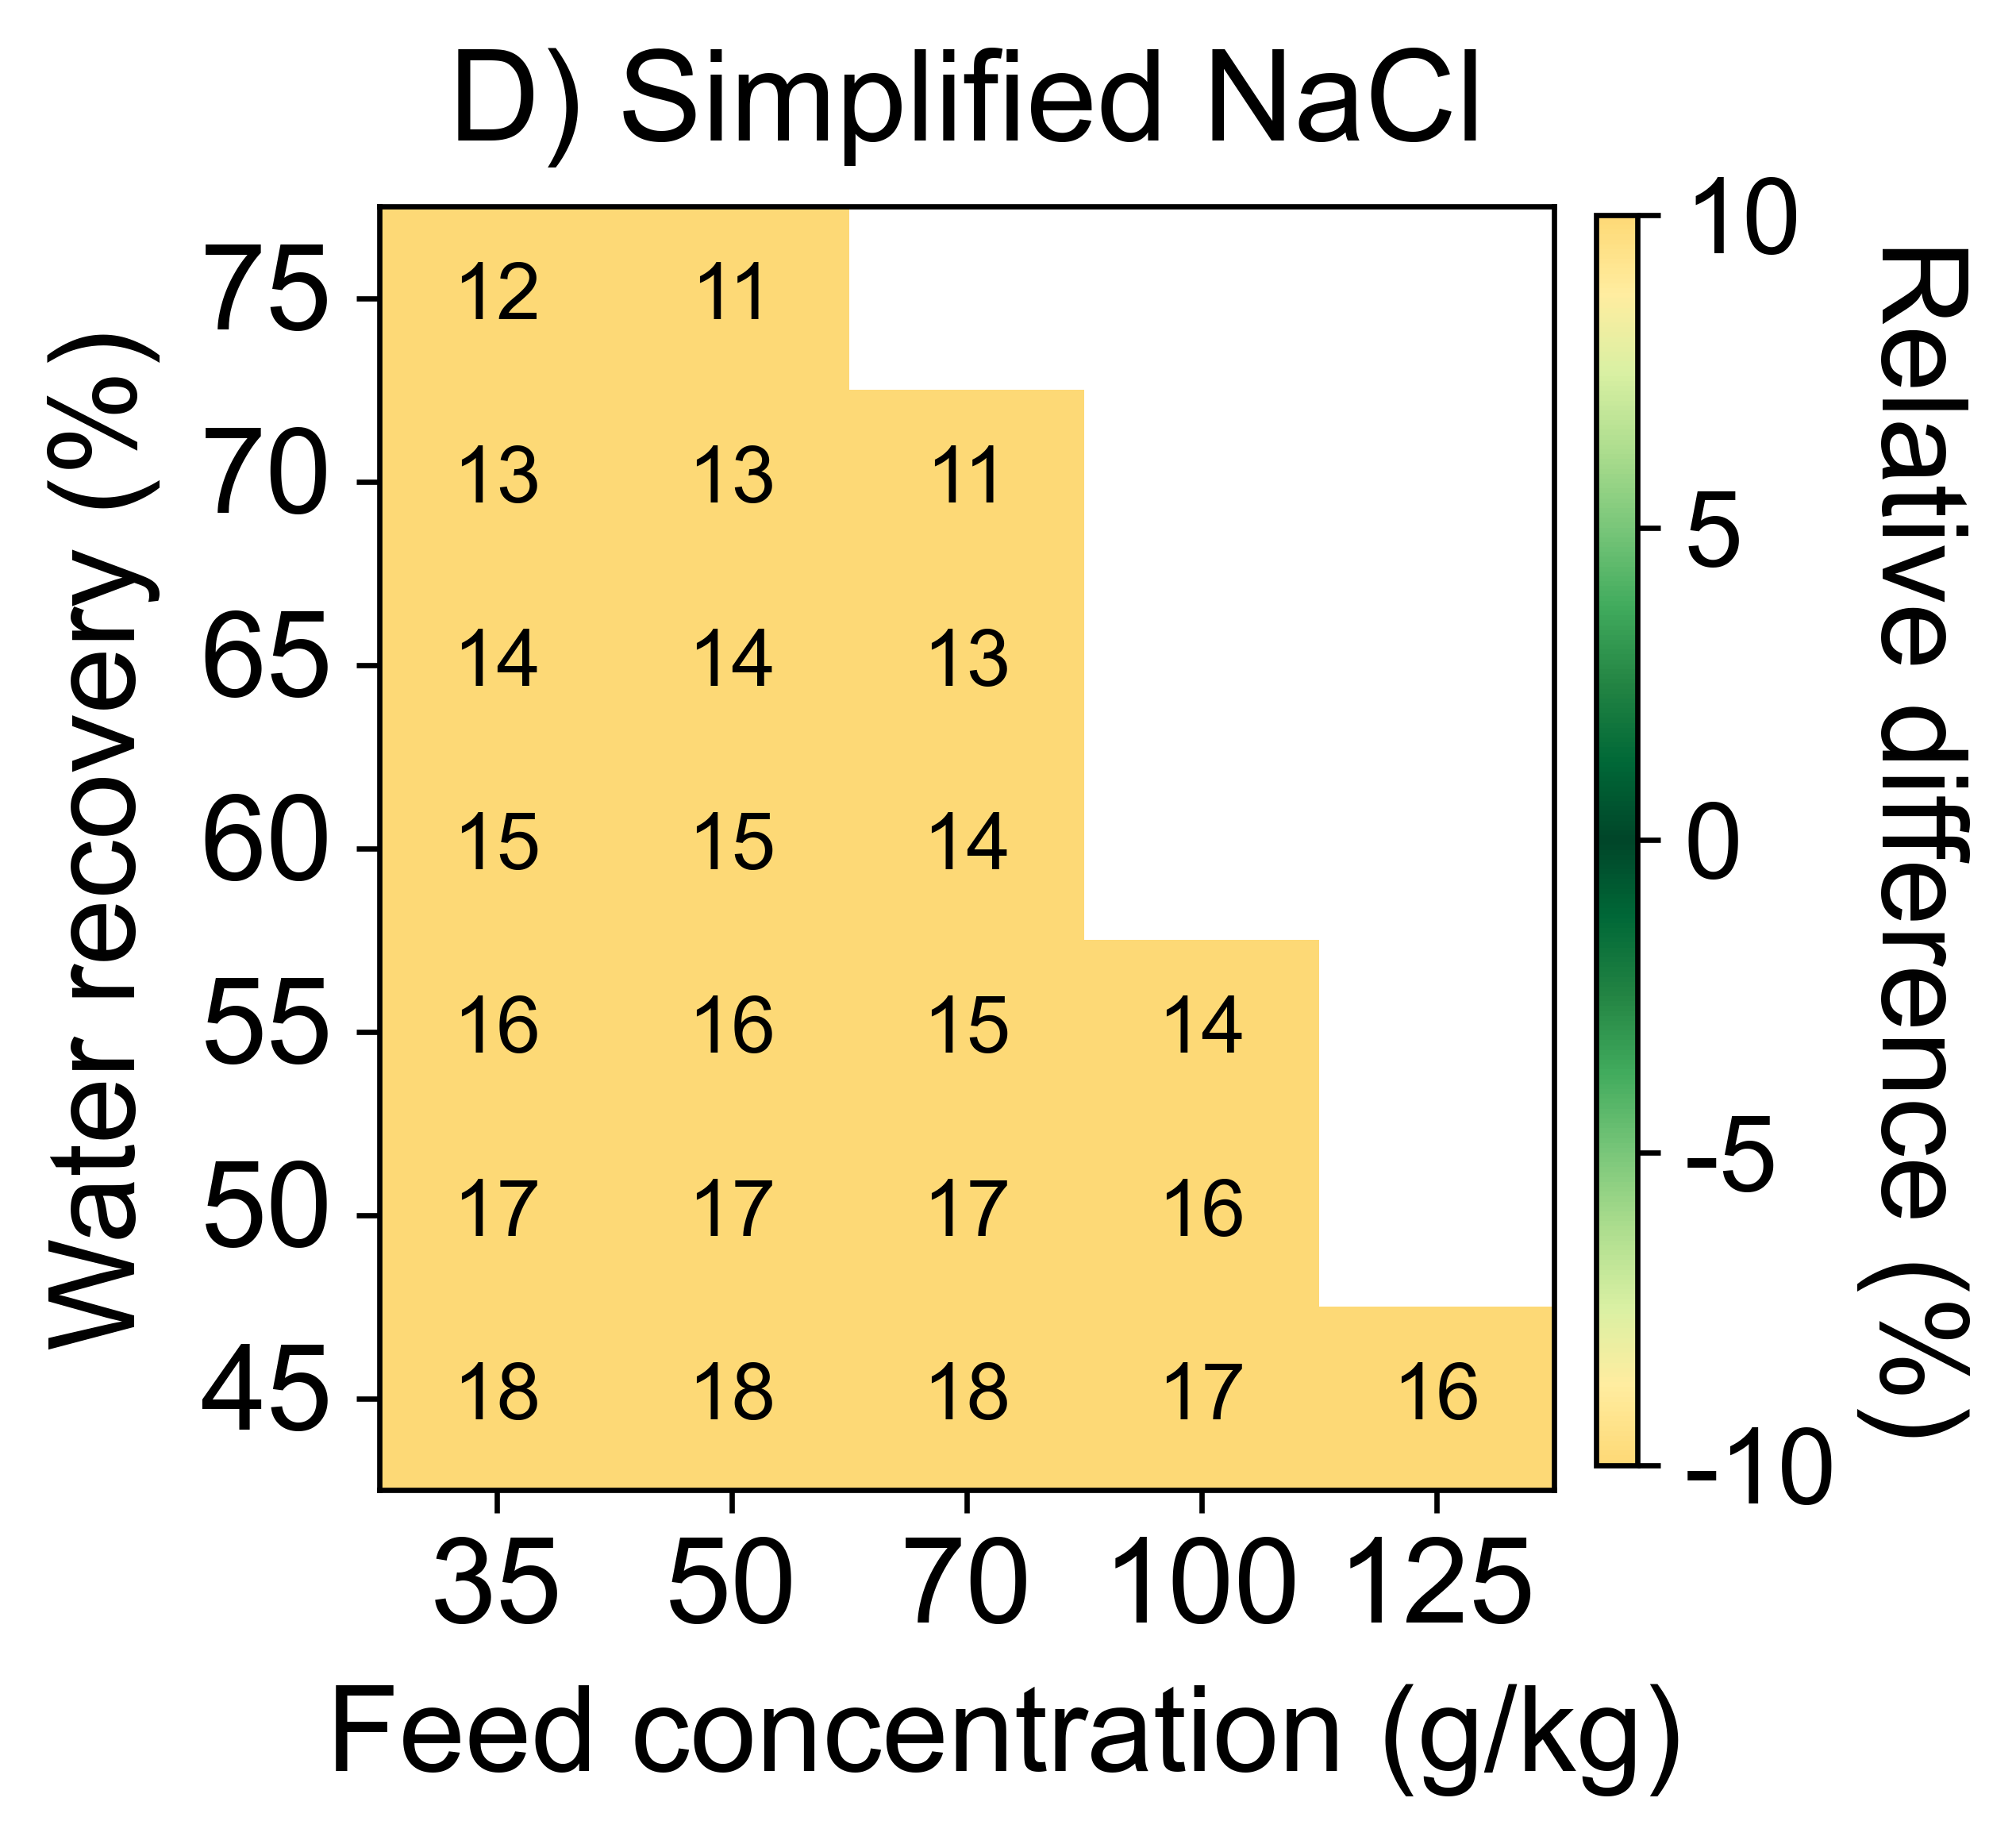 D) Simplified NaCl
Water recovery (%)
75 12 11
70 13 13 11
65 14 14 13
60 15 15 14
55 16 16 15 14
50 17 17 17 16
45 18 18 18 17 16
35 50 70 100 125
Feed concentration (g/kg)
10
5
0
-5
-10
Relative difference (%)